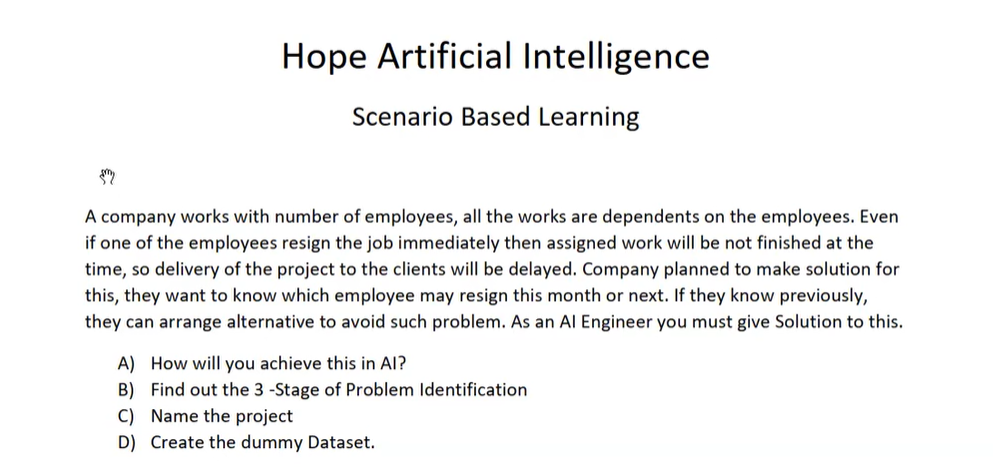 Hope Artificial Intelligence
Scenario Based Learning
A company works with number of employees, all the works are dependents on the employees. Even
if one of the employees resign the job immediately then assigned work will be not finished at the
time, so delivery of the project to the clients will be delayed. Company planned to make solution for
this, they want to know which employee may resign this month or next. If they know previously,
they can arrange alternative to avoid such problem. As an AI Engineer you must give Solution to this.
A) How will you achieve this in AI?
B) Find out the 3 -Stage of Problem Identification
C) Name the project
D) Create the dummy Dataset.